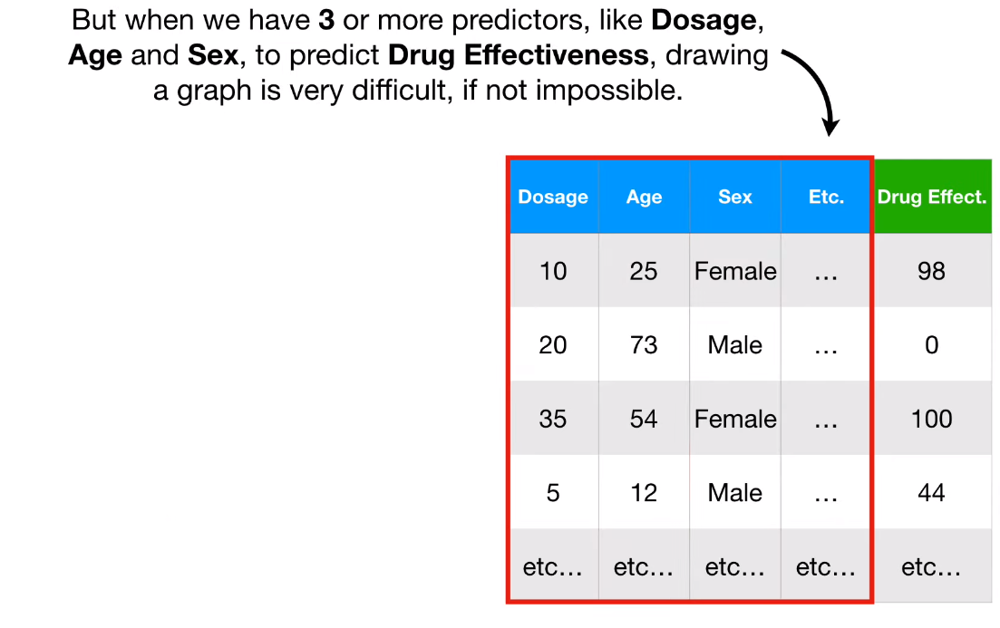 But when we have 3 or more predictors, like Dosage,
Age and Sex, to predict Drug Effectiveness, drawing
a graph is very difficult, if not impossible.
Dosage Age Sex Etc. Drug Effect.
10 25 Female … 98
20 73 Male … 0
35 54 Female … 100
5 12 Male … 44
etc… etc… etc… etc… etc…